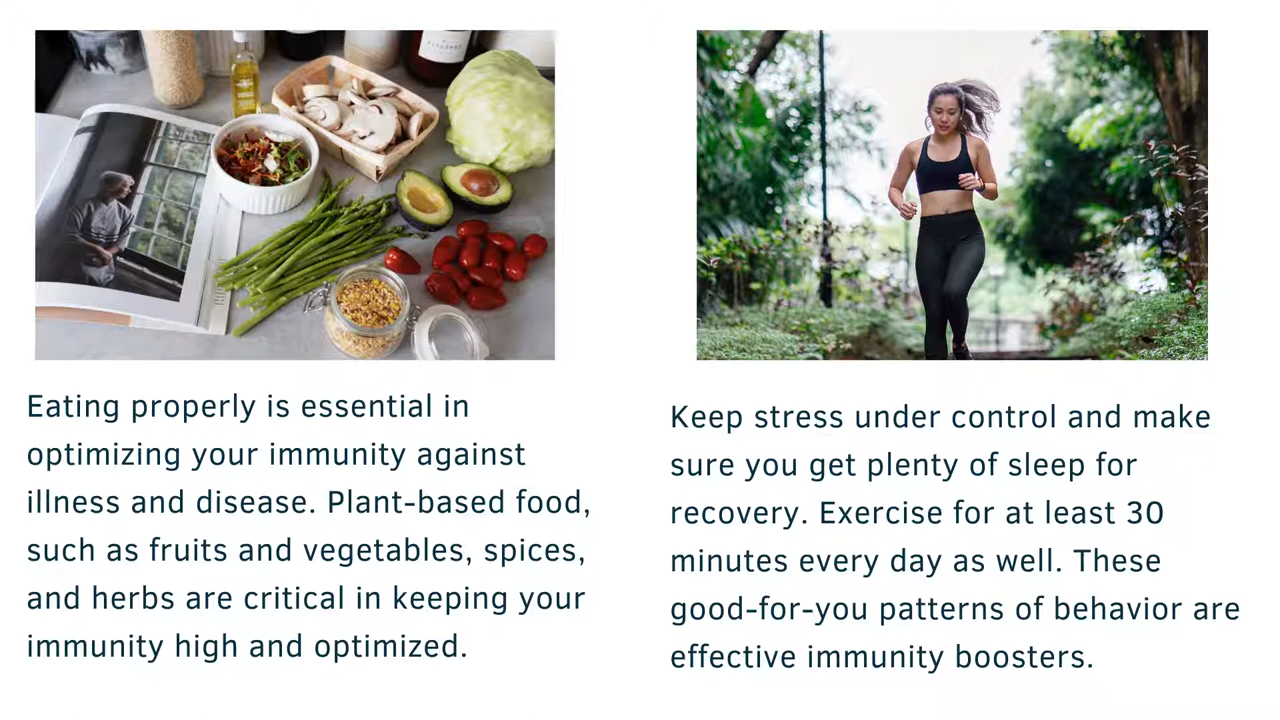 Eating properly is essential in
optimizing your immunity against
illness and disease. Plant-based food,
such as fruits and vegetables, spices,
and herbs are critical in keeping your
immunity high and optimized.
Keep stress under control and make
sure you get plenty of sleep for
recovery. Exercise for at least 30
minutes every day as well. These
good-for-you patterns of behavior are
effective immunity boosters.